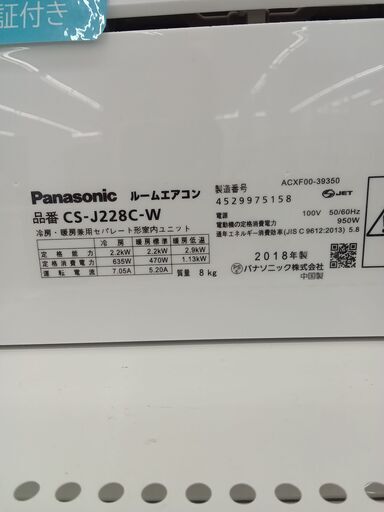 証付き
ACXF00-39350
Panasonic ルームエアコン
製造番号
4529975158
JET
品番 CS-J228C-W
電源 100V 50/60Hz
電動機の定格消費電力 950W
通年エネルギー消費効率(JIS C 9612:2013) 5.8
冷房・暖房兼用セパレート形室内ユニット
冷房 暖房標準 暖房低温
定格能力 2.2kW 2.2kW 2.9kW
定格消費電力 635W 470W 1.13kW
運転電流 7.05A 5.20A
質量 8kg
2018年製
パナソニック株式会社
中国製